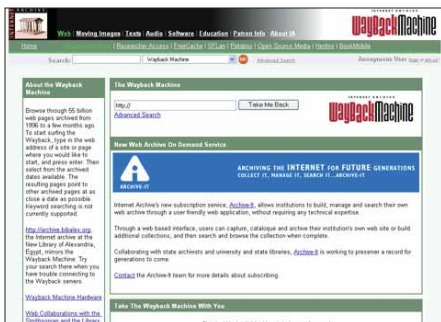 INTERNET ARCHIVE
Web | Moving Images | Texts | Audio | Software | Education | Patron Info | About IA
INTERNET ARCHIVE
WayBackMachine
Home
| Researcher Access | FreeCache | SFLan | Petabox | Open Source Media | Heritrix | BookMobile
Search:
Wayback Machine
GO!
Advanced Search
Anonymous User
About the Wayback
Machine
Browse through 55 billion
web pages archived from
1996 to a few months ago.
To start surfing the
Wayback, type in the web
address of a site or page
where you would like to
start, and press enter. Then
select from the archived
dates available. The
resulting pages point to
other archived pages at as
close a date as possible.
Keyword searching is not
currently supported.
http://archive.bibalex.org,
the Internet archive at the
New Library of Alexandria,
Egypt, mirrors the
Wayback Machine. Try
your search there when you
have trouble connecting to
the Wayback servers.
Wayback Machine Hardware
Web Collaborations with the
Smithsonian and the Library
The Wayback Machine
http://
Take Me Back
Advanced Search
INTERNET ARCHIVE
WayBackMachine
New Web Archive On Demand Service
ARCHIVE-IT
ARCHIVING THE INTERNET FOR FUTURE GENERATIONS
COLLECT IT, MANAGE IT, SEARCH IT...ARCHIVE-IT
Internet Archive's new subscription service, Archive-It, allows institutions to build, manage and search their own
web archive through a user friendly web application, without requiring any technical expertise.
Through a web based interface, users can capture, catalogue and archive their institution's own web site or build
additional collections, and then search and browse the collection when complete.
Collaborating with state archivists and university and state libraries, Archive-It is working to preserve a record for
generations to come.
Contact the Archive-It team for more details about subscribing.
Take The Wayback Machine With You